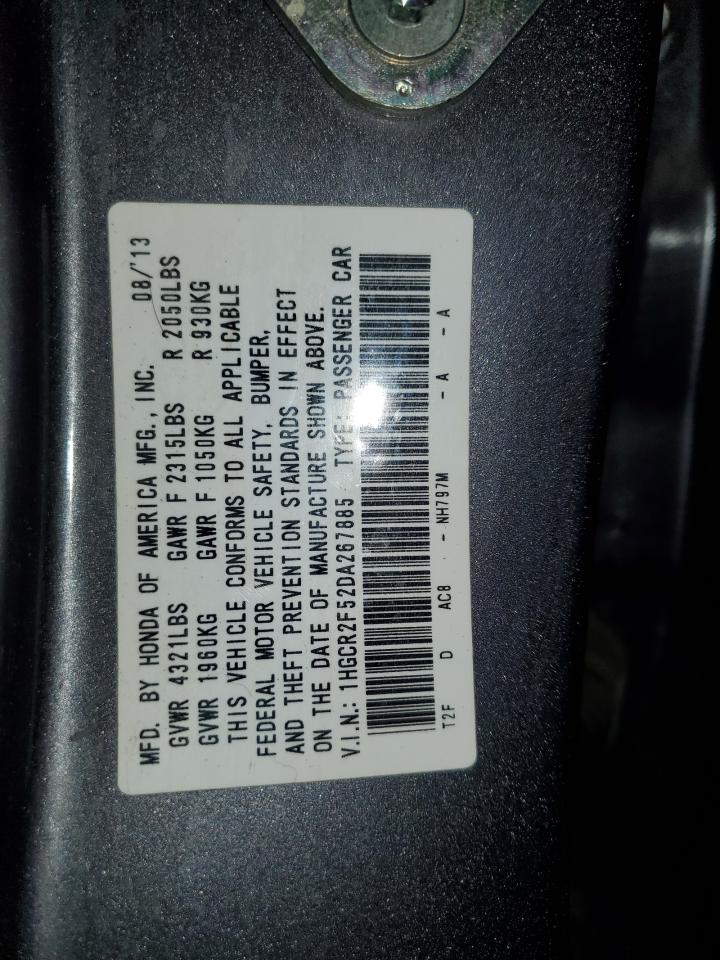 MFD. BY HONDA OF AMERICA MFG., INC. 08/'13
GVWR 4321LBS GAWR F 2315LBS R 2050LBS
GVWR 1960KG GAWR F 1050KG R 930KG
THIS VEHICLE CONFORMS TO ALL APPLICABLE
FEDERAL MOTOR VEHICLE SAFETY, BUMPER,
AND THEFT PREVENTION STANDARDS IN EFFECT
ON THE DATE OF MANUFACTURE SHOWN ABOVE.
V.I.N.: 1HGCR2F52DA267885 TYPE: PASSENGER CAR
T2F D AC8 - NH797M - A - A